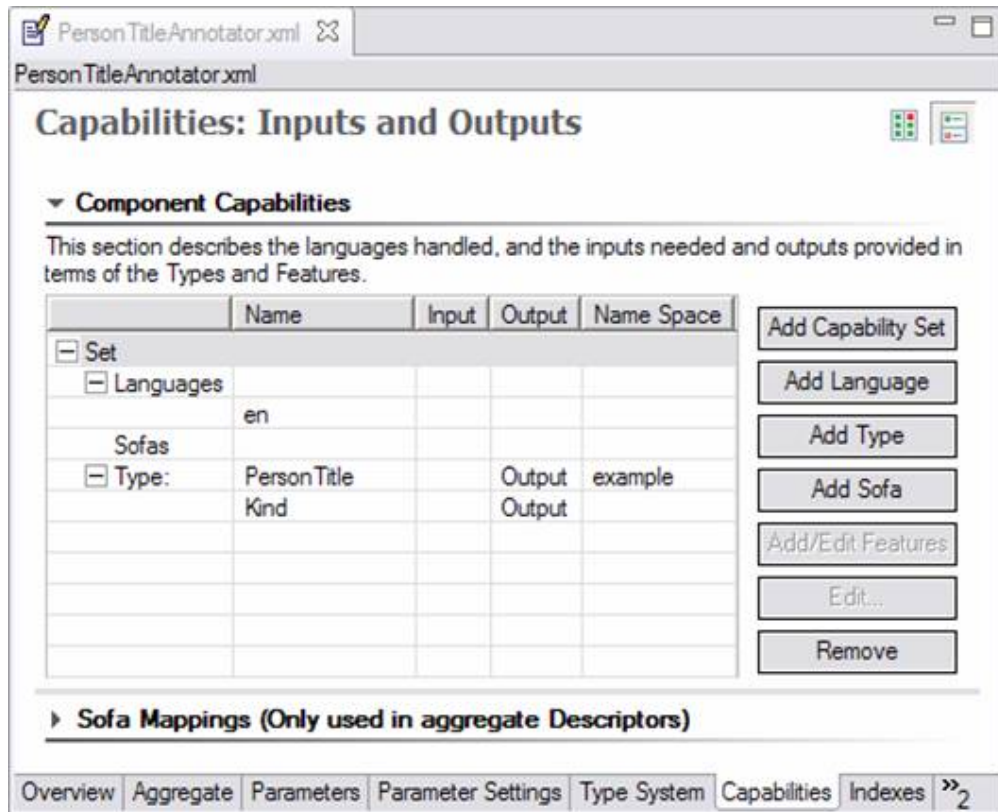 PersonTitleAnnotator.xml
PersonTitleAnnotator.xml
Capabilities: Inputs and Outputs
Component Capabilities
This section describes the languages handled, and the inputs needed and outputs provided in
terms of the Types and Features.
Name Input Output Name Space
Set
Languages
en
Sofas
Type: PersonTitle Output example
Kind Output
Add Capability Set
Add Language
Add Type
Add Sofa
Add/Edit Features
Edit...
Remove
Sofa Mappings (Only used in aggregate Descriptors)
Overview Aggregate Parameters Parameter Settings Type System Capabilities Indexes »2